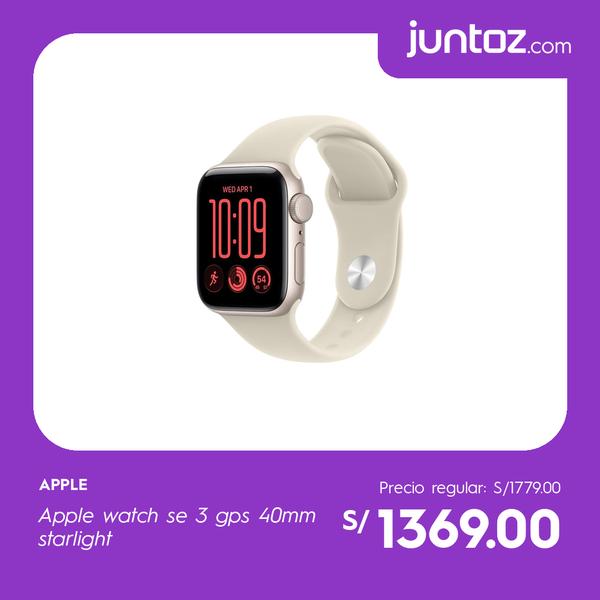 juntoz.com
WED APR 1
10:09
54
APPLE
Apple watch se 3 gps 40mm
starlight
Precio regular: S/1779.00
S/ 1369.00